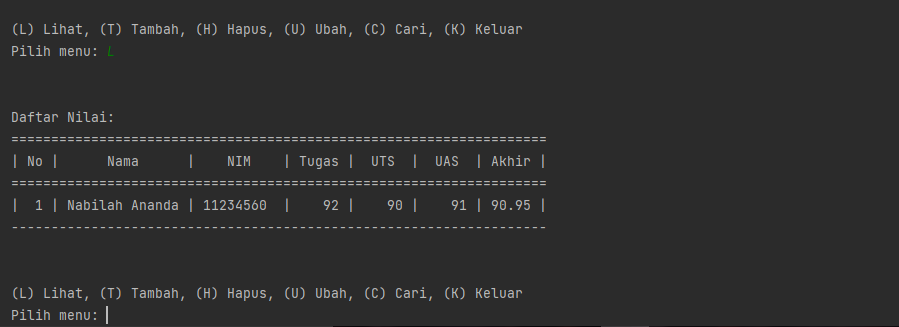 (L) Lihat, (T) Tambah, (H) Hapus, (U) Ubah, (C) Cari, (K) Keluar
Pilih menu: L
Daftar Nilai:
===================================================================
| No |      Nama      |    NIM    | Tugas |  UTS  |  UAS  | Akhir |
===================================================================
|  1 | Nabilah Ananda | 11234560  |    92 |    90 |    91 | 90.95 |
-------------------------------------------------------------------
(L) Lihat, (T) Tambah, (H) Hapus, (U) Ubah, (C) Cari, (K) Keluar
Pilih menu: